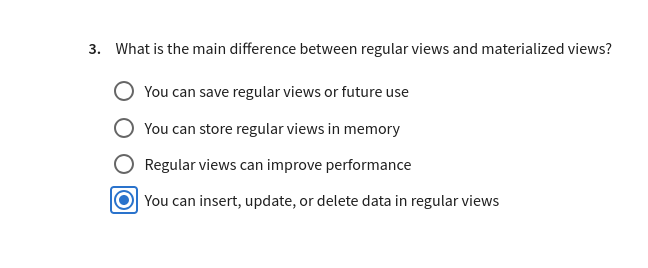 3. What is the main difference between regular views and materialized views?
You can save regular views or future use
You can store regular views in memory
Regular views can improve performance
You can insert, update, or delete data in regular views